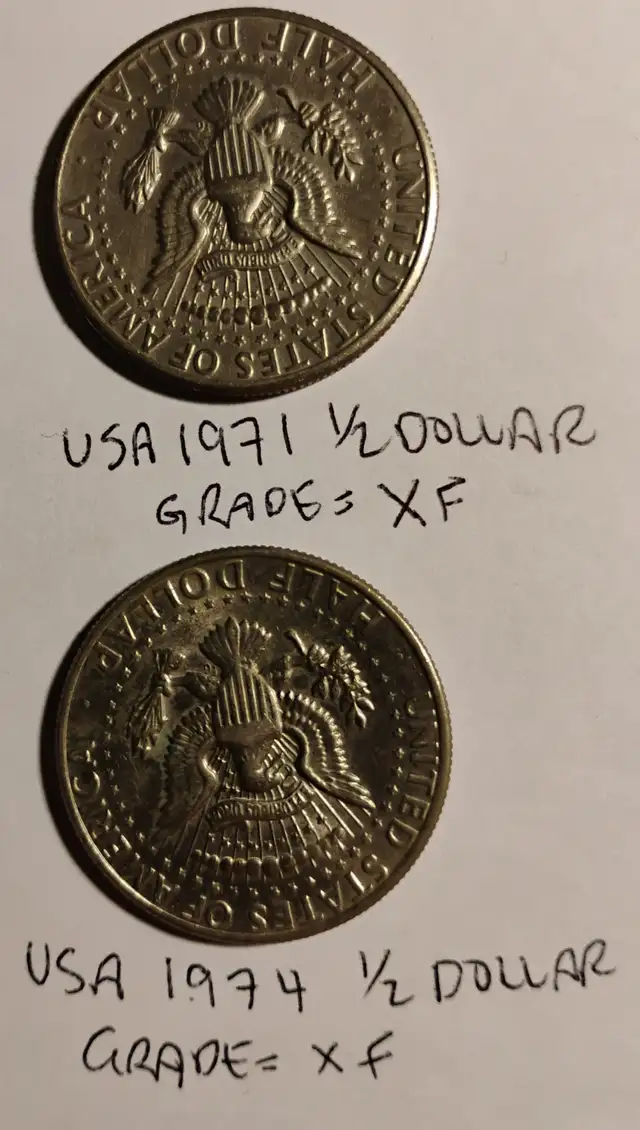 UNITED STATES OF AMERICA · HALF DOLLAR
USA 1971 1/2 DOLLAR
GRADE = XF
UNITED STATES OF AMERICA · HALF DOLLAR
USA 1974 1/2 DOLLAR
GRADE = XF